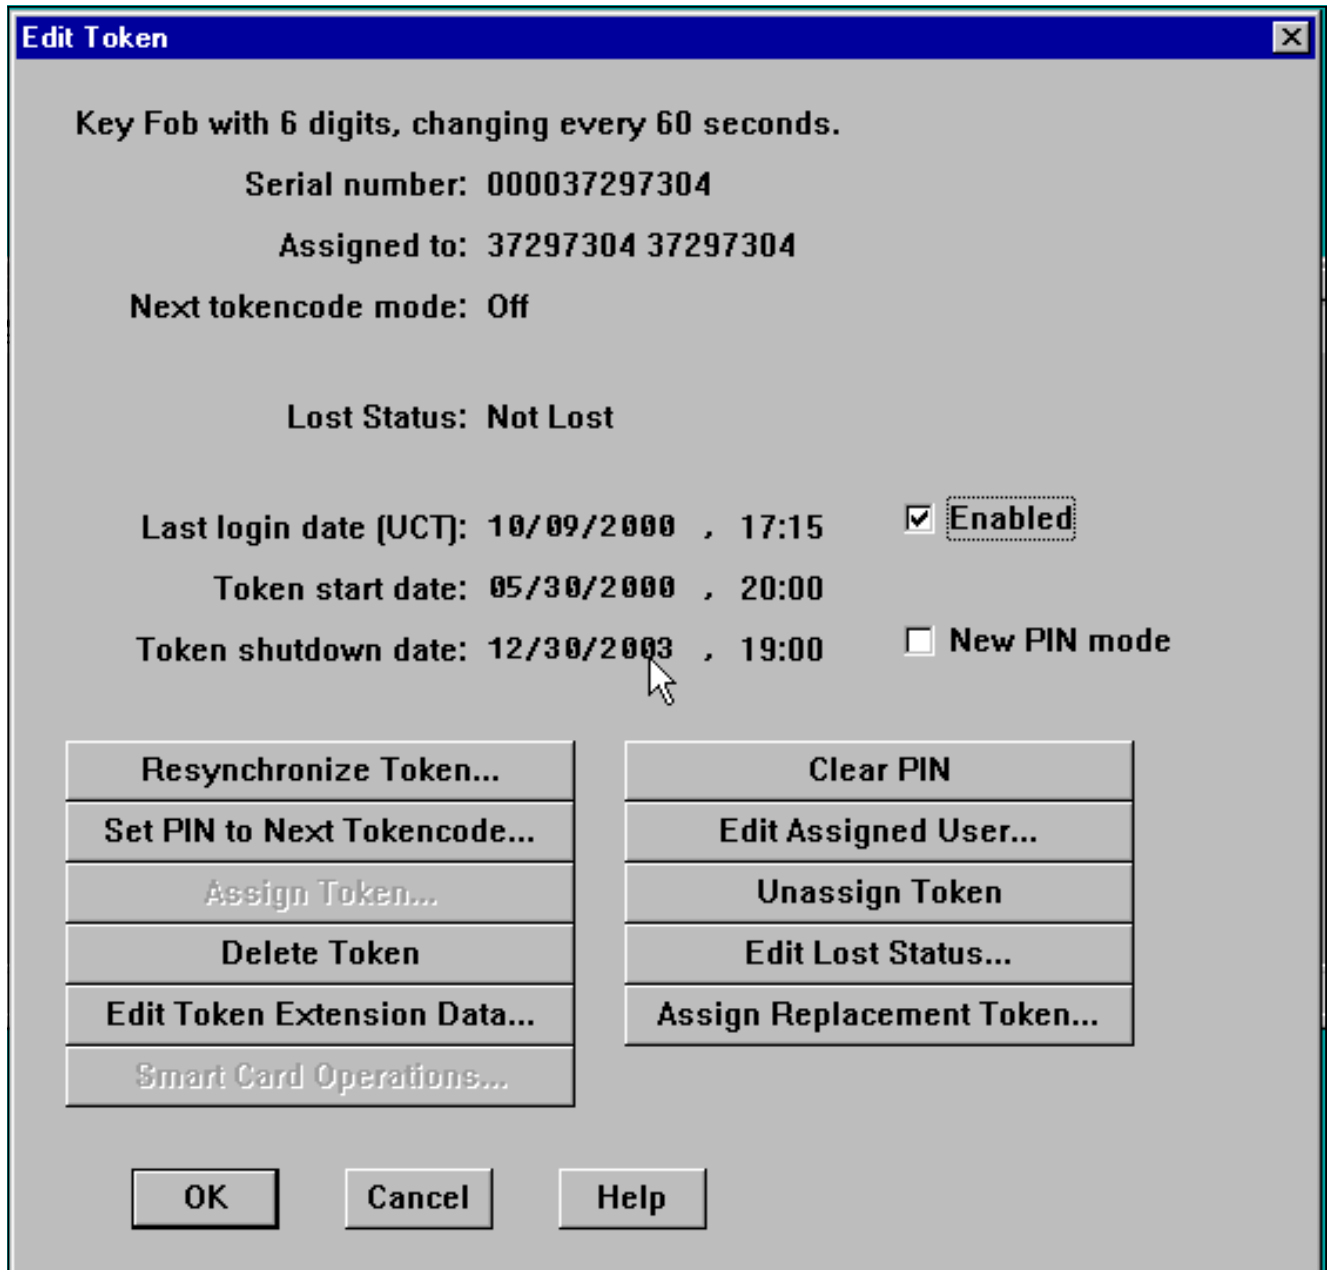 Edit Token
Key Fob with 6 digits, changing every 60 seconds.
Serial number: 000037297304
Assigned to: 37297304 37297304
Next tokencode mode: Off
Lost Status: Not Lost
Last login date (UCT): 10/09/2000 , 17:15 Enabled
Token start date: 05/30/2000 , 20:00
Token shutdown date: 12/30/2003 , 19:00 New PIN mode
Resynchronize Token... Clear PIN
Set PIN to Next Tokencode... Edit Assigned User...
Assign Token... Unassign Token
Delete Token Edit Lost Status...
Edit Token Extension Data... Assign Replacement Token...
Smart Card Operations...
OK Cancel Help